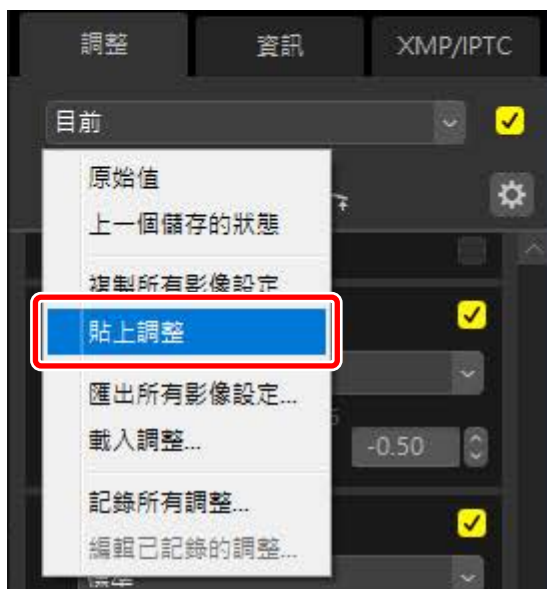 調整 資訊 XMP/IPTC
目前
原始值
上一個儲存的狀態
複製所有影像設定
貼上調整
匯出所有影像設定...
載入調整...
-0.50
記錄所有調整...
編輯已記錄的調整...
標準